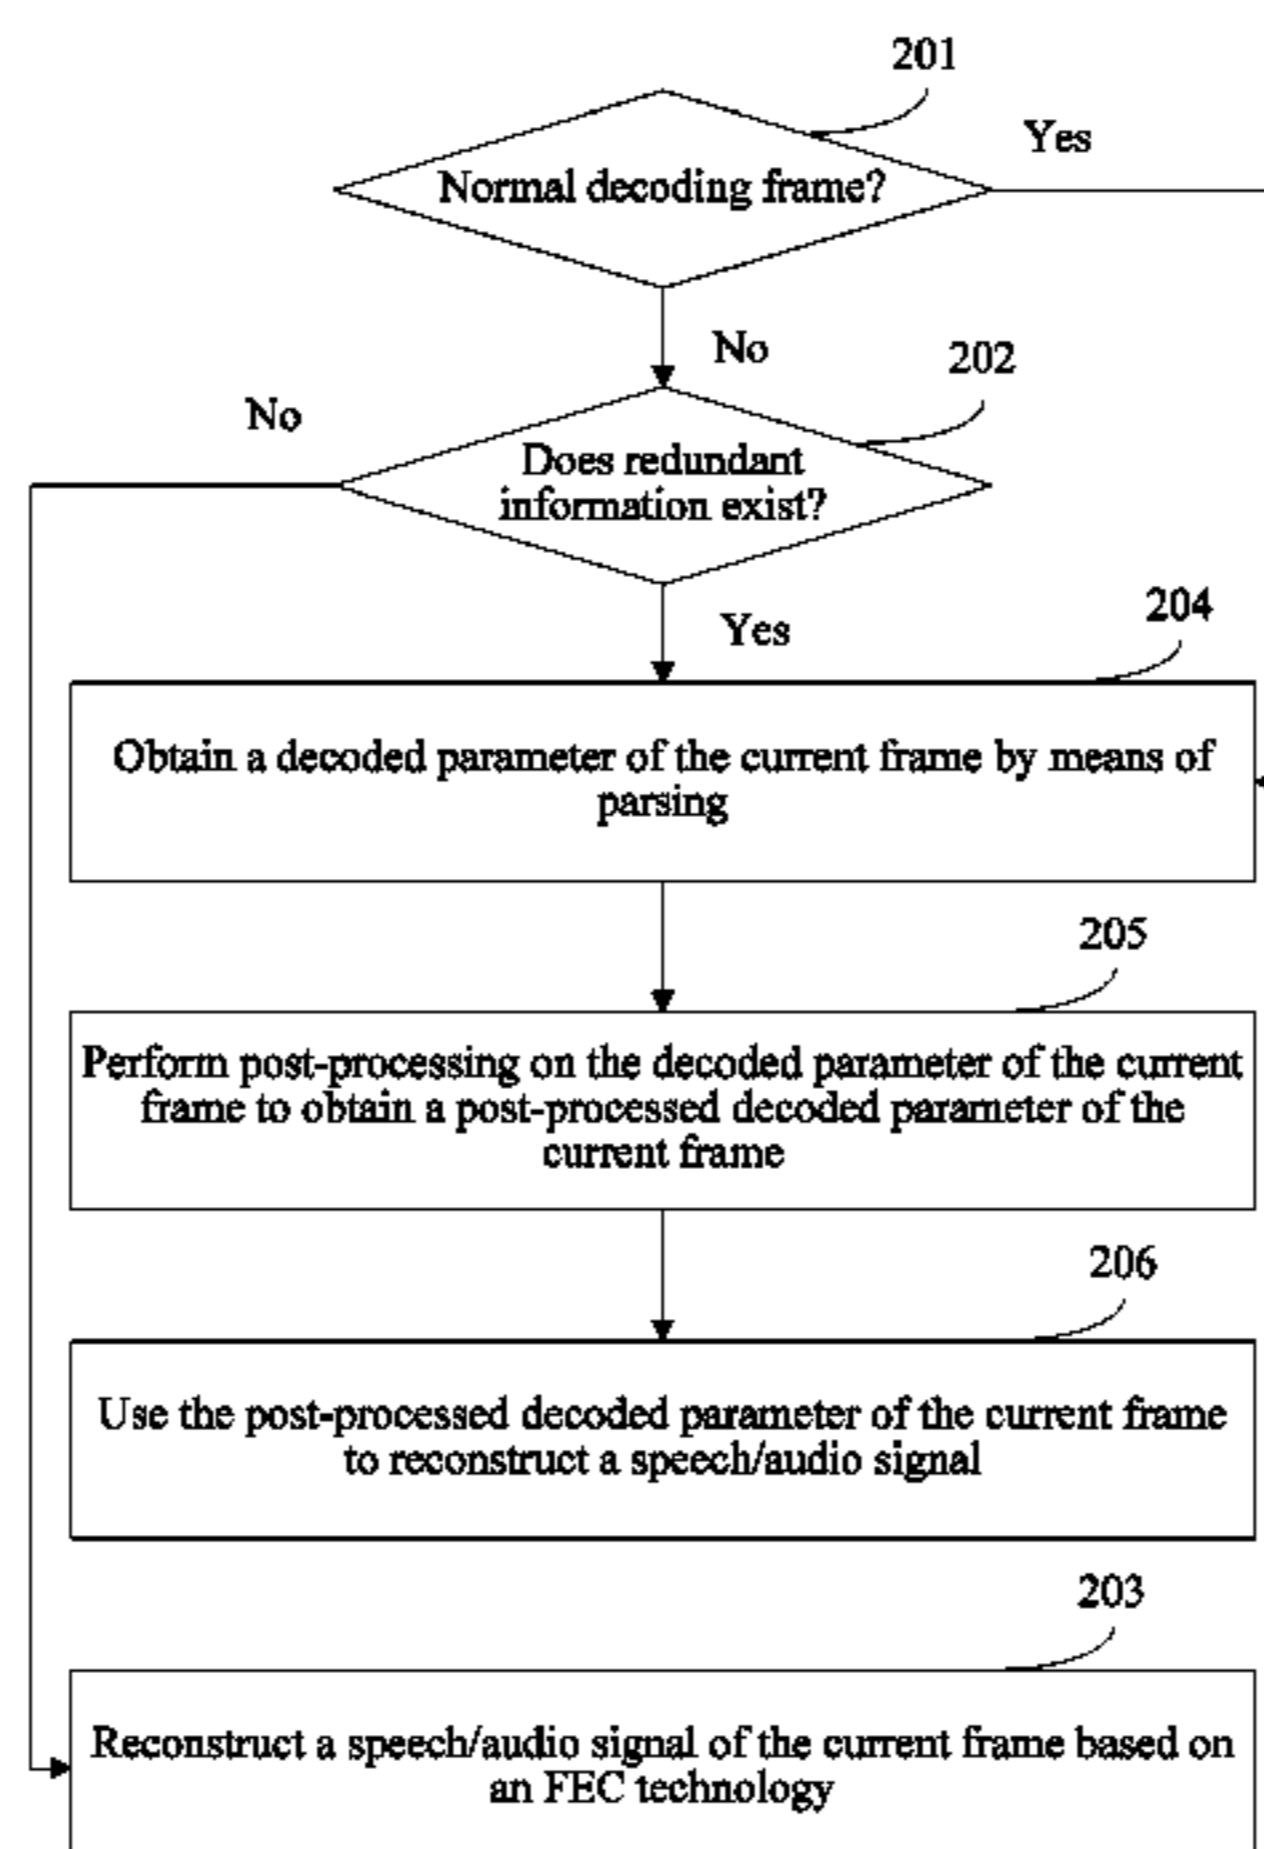 201
Yes
Normal decoding frame?
No
202
No
Does redundant
information exist?
Yes
204
Obtain a decoded parameter of the current frame by means of
parsing
205
Perform post-processing on the decoded parameter of the current
frame to obtain a post-processed decoded parameter of the
current frame
206
Use the post-processed decoded parameter of the current frame
to reconstruct a speech/audio signal
203
Reconstruct a speech/audio signal of the current frame based on
an FEC technology